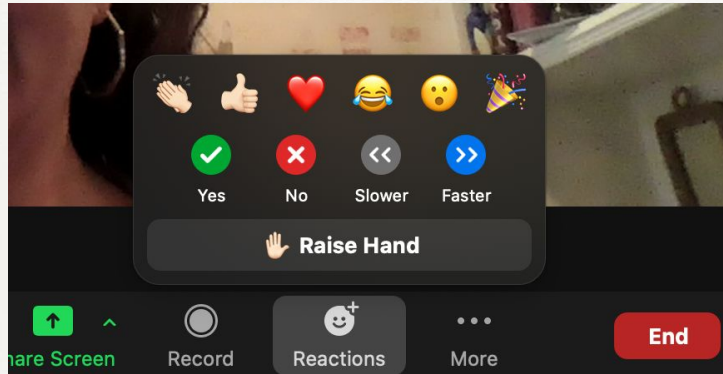 Yes No Slower Faster
Raise Hand
hare Screen Record Reactions More End